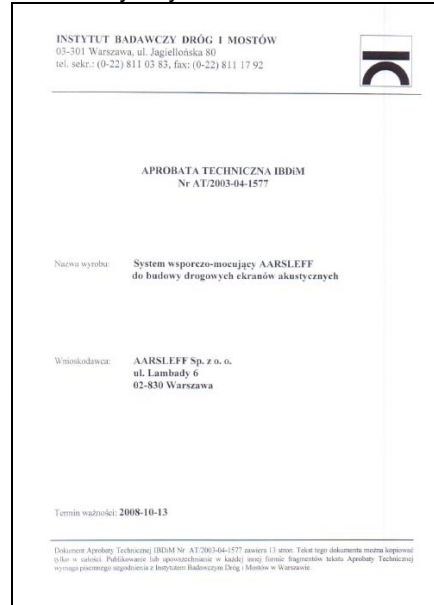 INSTYTUT BADAWCZY DRÓG I MOSTÓW
03-301 Warszawa, ul. Jagiellońska 80
tel. sekr.: (0-22) 811 03 83, fax: (0-22) 811 17 92
APROBATA TECHNICZNA IBDiM
Nr AT/2003-04-1577
Nazwa wyrobu: System wsporczo-mocujący AARSLEFF
do budowy drogowych ekranów akustycznych
Wnioskodawca: AARSLEFF Sp. z o. o.
ul. Lambady 6
02-830 Warszawa
Termin ważności: 2008-10-13
Dokument Aprobaty Technicznej IBDiM Nr AT/2003-04-1577 zawiera 13 stron. Tekst tego dokumentu można kopiować
tylko w całości. Publikowanie lub upowszechnianie w każdej innej formie fragmentów tekstu Aprobaty Technicznej
wymaga pisemnego uzgodnienia z Instytutem Badawczym Dróg i Mostów w Warszawie.